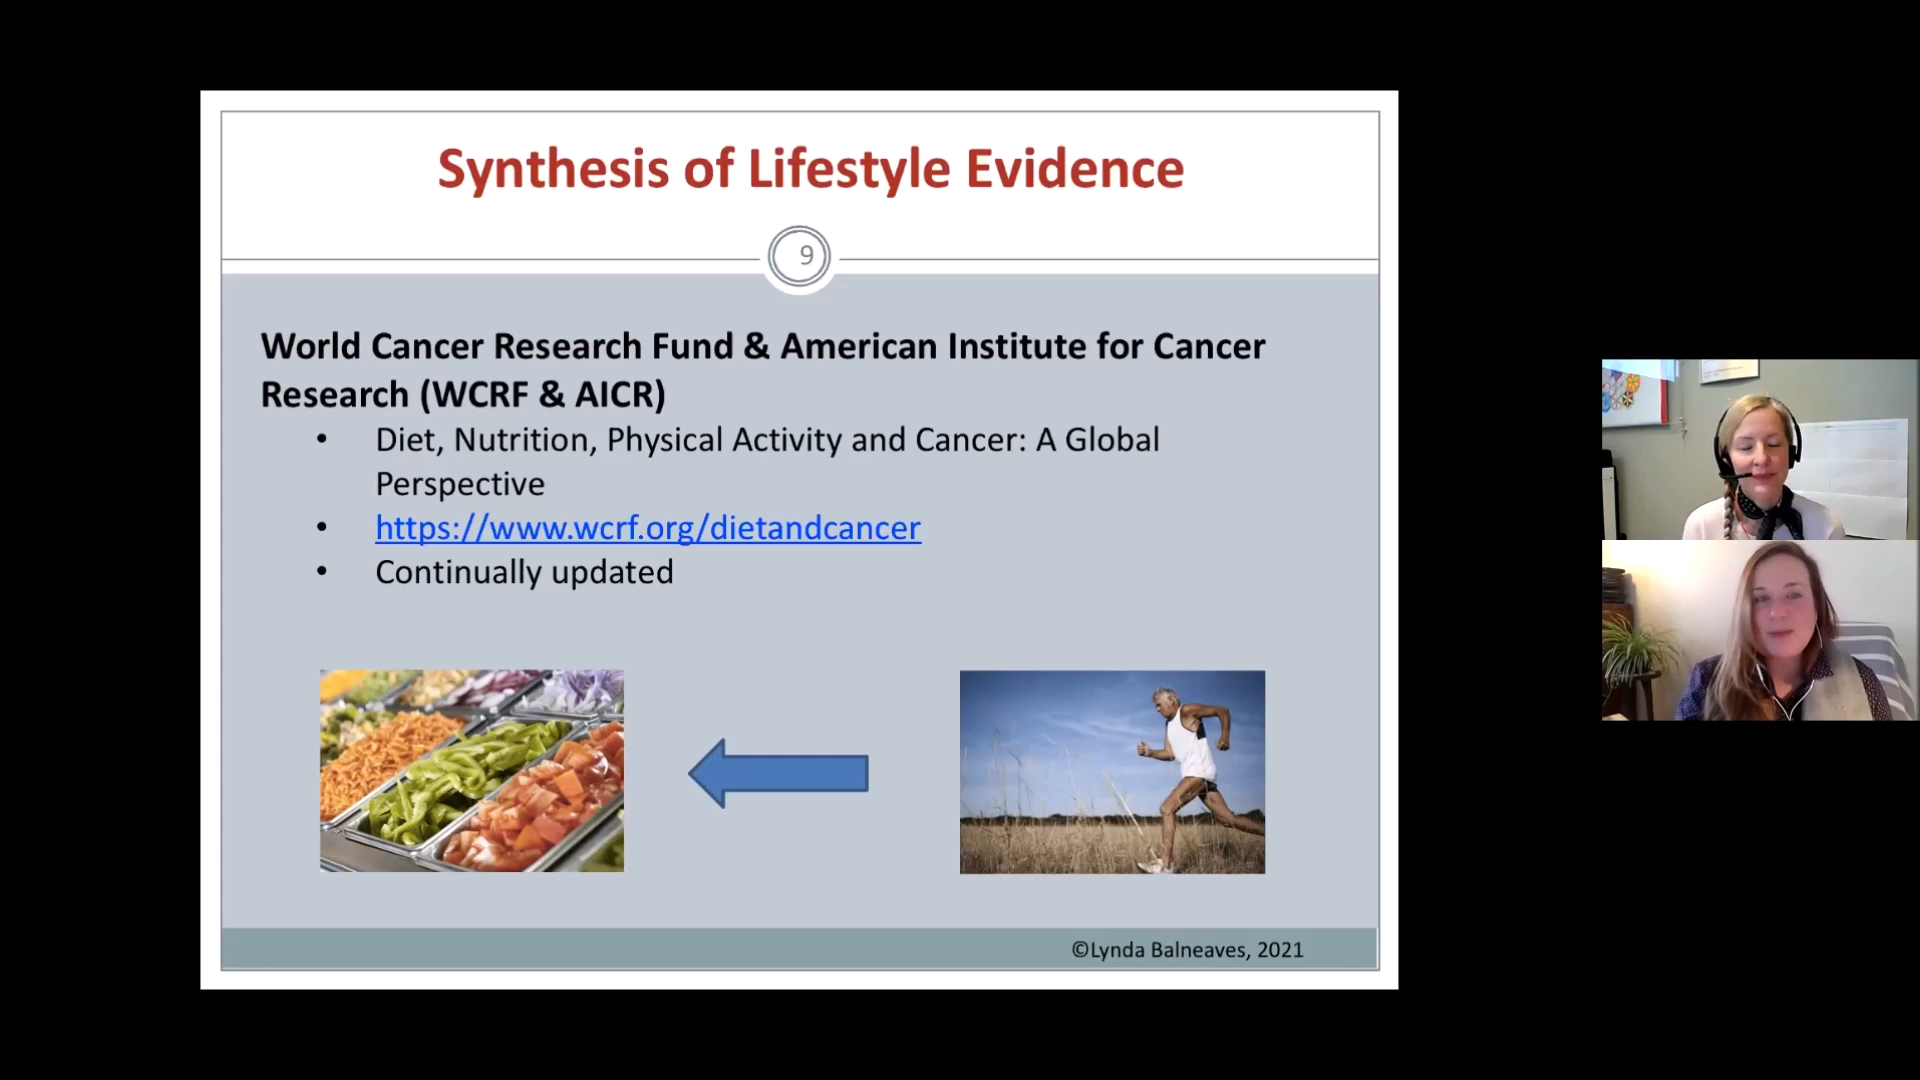 Synthesis of Lifestyle Evidence
9
World Cancer Research Fund & American Institute for Cancer
Research (WCRF & AICR)
• Diet, Nutrition, Physical Activity and Cancer: A Global
Perspective
• https://www.wcrf.org/dietandcancer
• Continually updated
©Lynda Balneaves, 2021